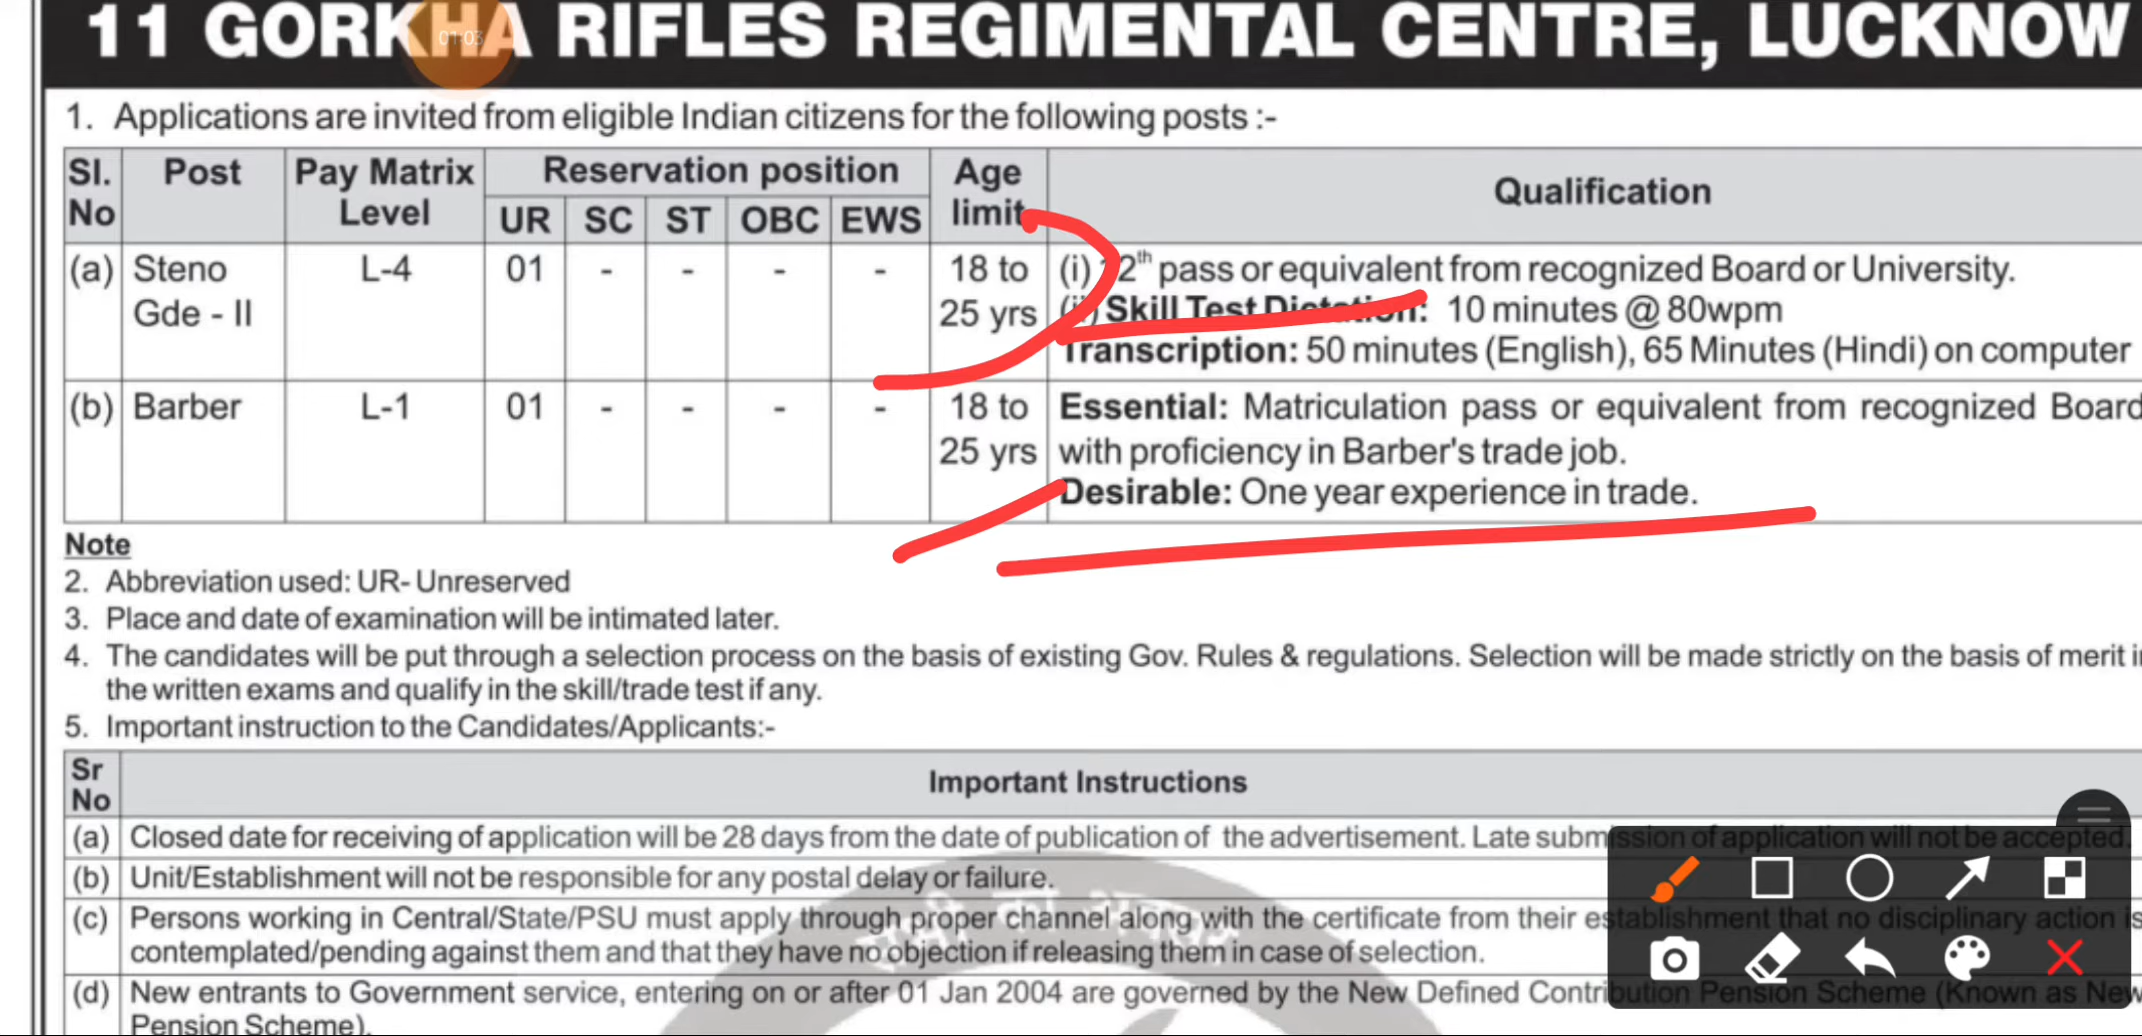 11 GORKHA RIFLES REGIMENTAL CENTRE, LUCKNOW
01:03
1. Applications are invited from eligible Indian citizens for the following posts :-
Sl. No Post Pay Matrix Level Reservation position Age limit Qualification
UR SC ST OBC EWS
(a) Steno Gde - II L-4 01 - - - - 18 to 25 yrs (i) 12th pass or equivalent from recognized Board or University.
(ii) Skill Test Dictation: 10 minutes @ 80wpm
Transcription: 50 minutes (English), 65 Minutes (Hindi) on computer
(b) Barber L-1 01 - - - - 18 to 25 yrs Essential: Matriculation pass or equivalent from recognized Board
with proficiency in Barber's trade job.
Desirable: One year experience in trade.
Note
2. Abbreviation used: UR- Unreserved
3. Place and date of examination will be intimated later.
4. The candidates will be put through a selection process on the basis of existing Gov. Rules & regulations. Selection will be made strictly on the basis of merit in
the written exams and qualify in the skill/trade test if any.
5. Important instruction to the Candidates/Applicants:-
Sr No Important Instructions
(a) Closed date for receiving of application will be 28 days from the date of publication of the advertisement. Late submission of application will not be accepted.
(b) Unit/Establishment will not be responsible for any postal delay or failure.
(c) Persons working in Central/State/PSU must apply through proper channel along with the certificate from their establishment that no disciplinary action is
contemplated/pending against them and that they have no objection if releasing them in case of selection.
(d) New entrants to Government service, entering on or after 01 Jan 2004 are governed by the New Defined Contribution Pension Scheme (Known as New
Pension Scheme).